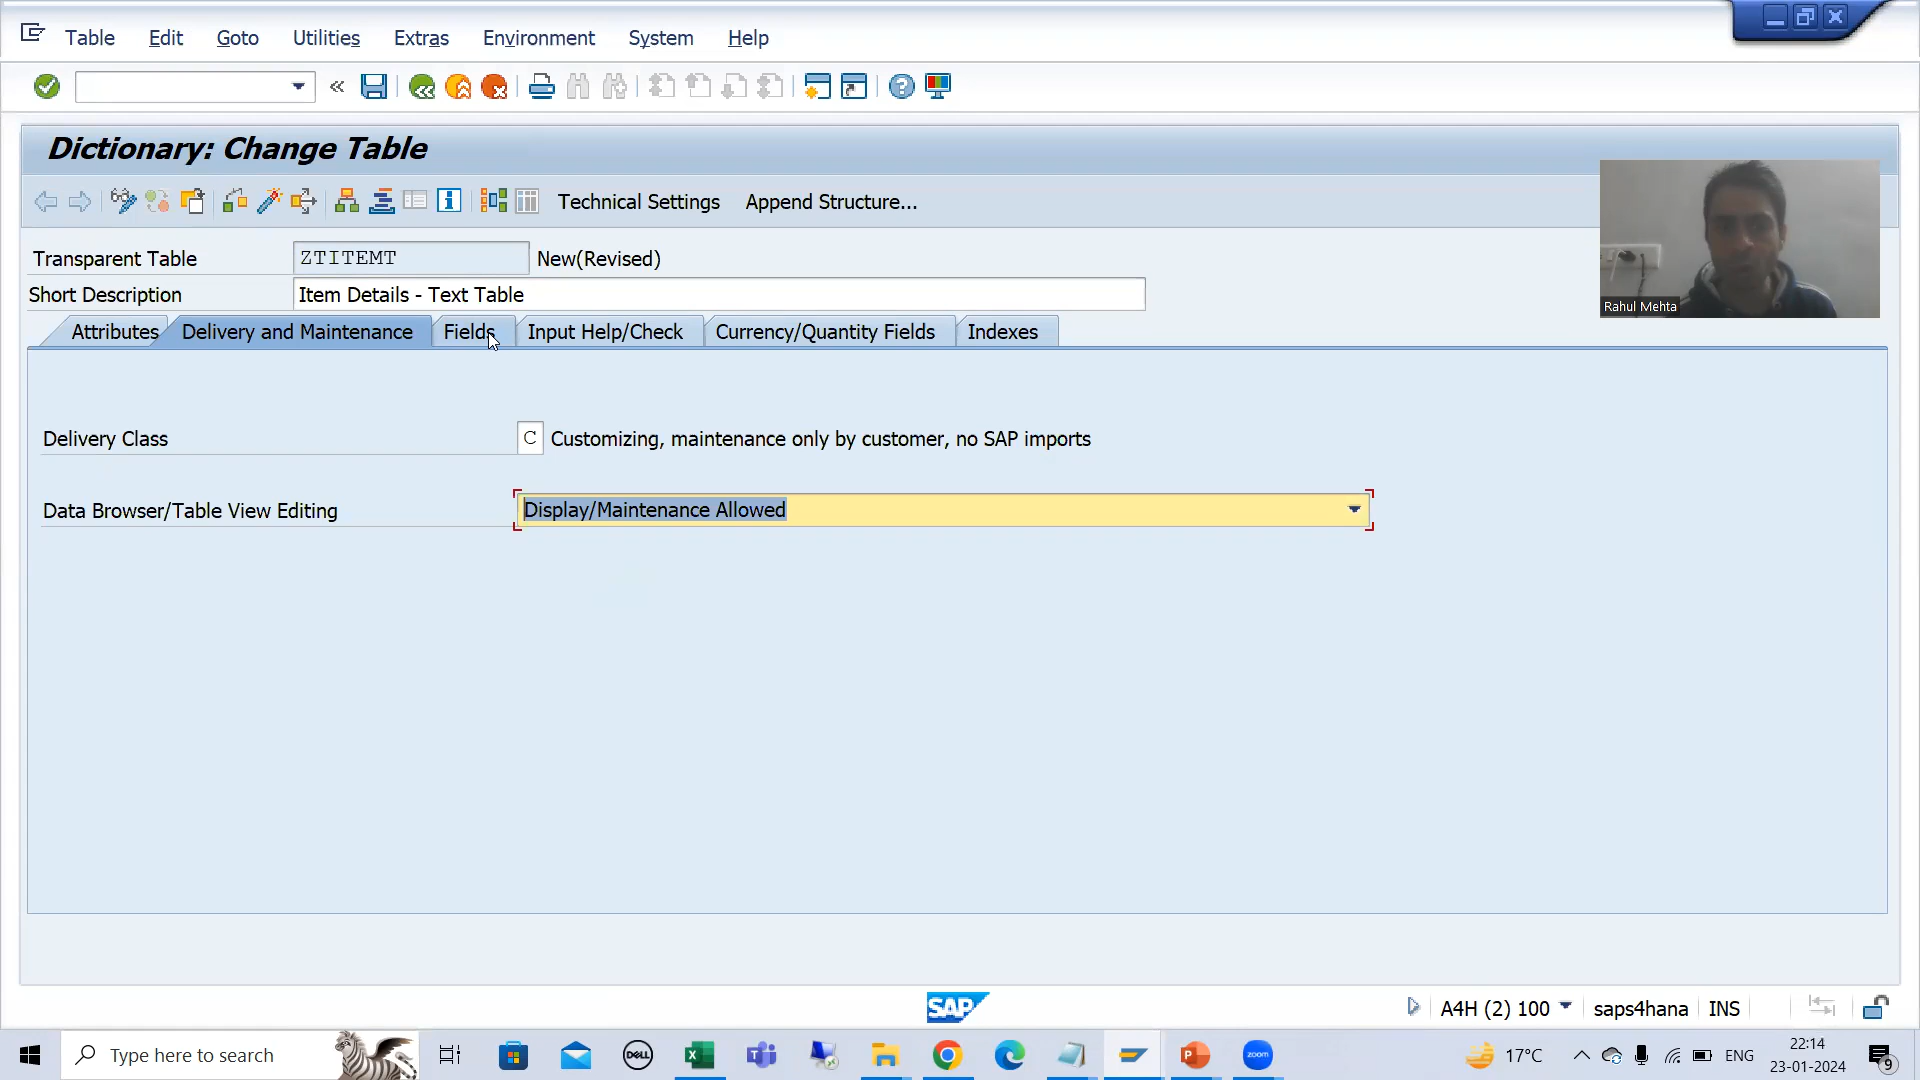 Table Edit Goto Utilities Extras Environment System Help
Dictionary: Change Table
Technical Settings Append Structure...
Transparent Table ZTITEMT New(Revised)
Short Description Item Details - Text Table
Rahul Mehta
Attributes Delivery and Maintenance Fields Input Help/Check Currency/Quantity Fields Indexes
Delivery Class C Customizing, maintenance only by customer, no SAP imports
Data Browser/Table View Editing Display/Maintenance Allowed
SAP
A4H (2) 100 saps4hana INS
Type here to search
DELL
zoom
17°C
ENG
22:14
23-01-2024
9